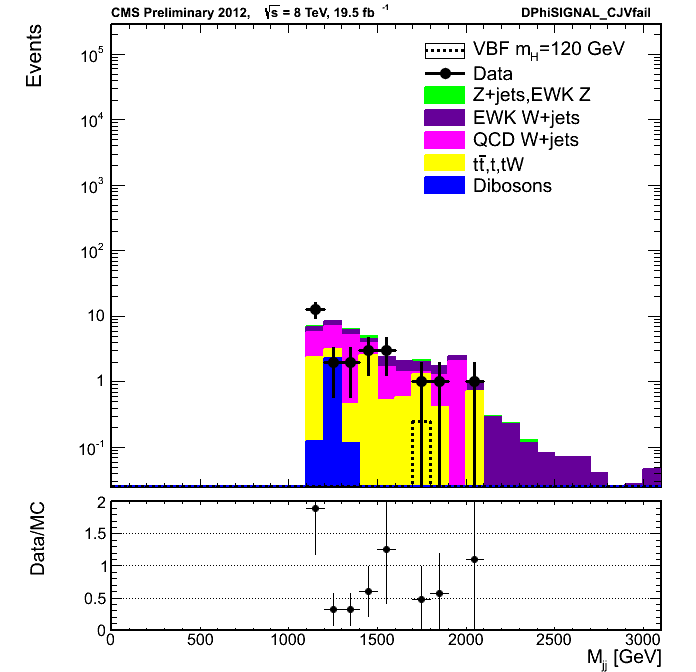 CMS Preliminary 2012, √s = 8 TeV, 19.5 fb⁻¹ DPhiSIGNAL_CJVfail
Events
10⁵
10⁴
10³
10²
10
1
10⁻¹
VBF m_H=120 GeV
Data
Z+jets,EWK Z
EWK W+jets
QCD W+jets
tt̄,t,tW
Dibosons
Data/MC
2
1.5
1
0.5
0
0 500 1000 1500 2000 2500 3000
M_jj [GeV]